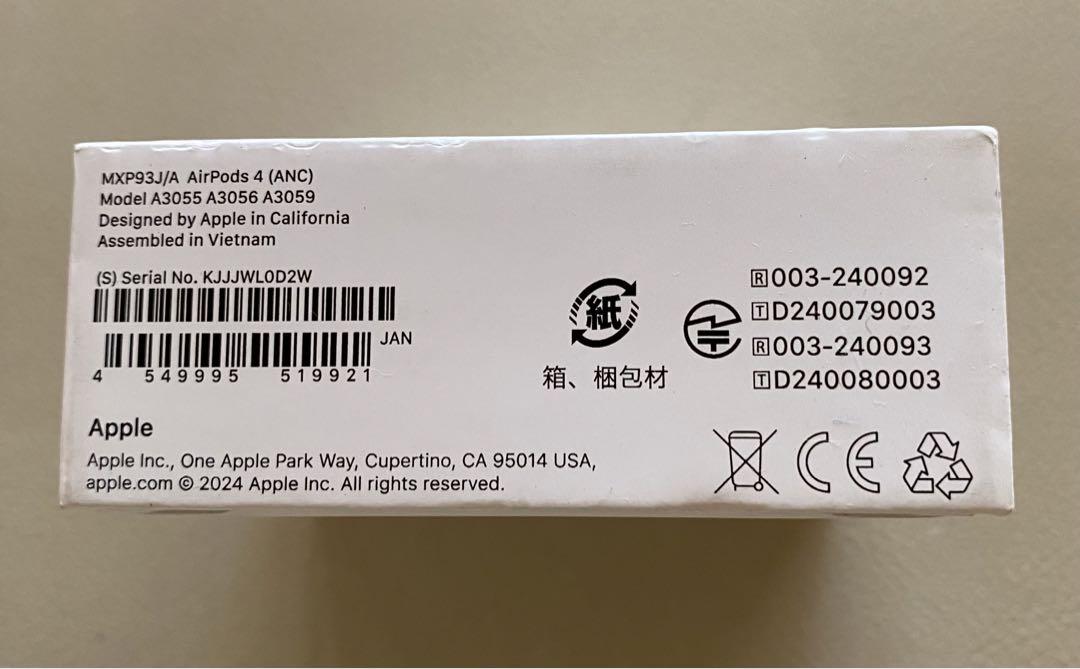 MXP93J/A AirPods 4 (ANC)
Model A3055 A3056 A3059
Designed by Apple in California
Assembled in Vietnam
(S) Serial No. KJJJWL0D2W
JAN
4 549995 519921
紙
箱、梱包材
R003-240092
TD240079003
R003-240093
TD240080003
Apple
Apple Inc., One Apple Park Way, Cupertino, CA 95014 USA,
apple.com © 2024 Apple Inc. All rights reserved.
CE